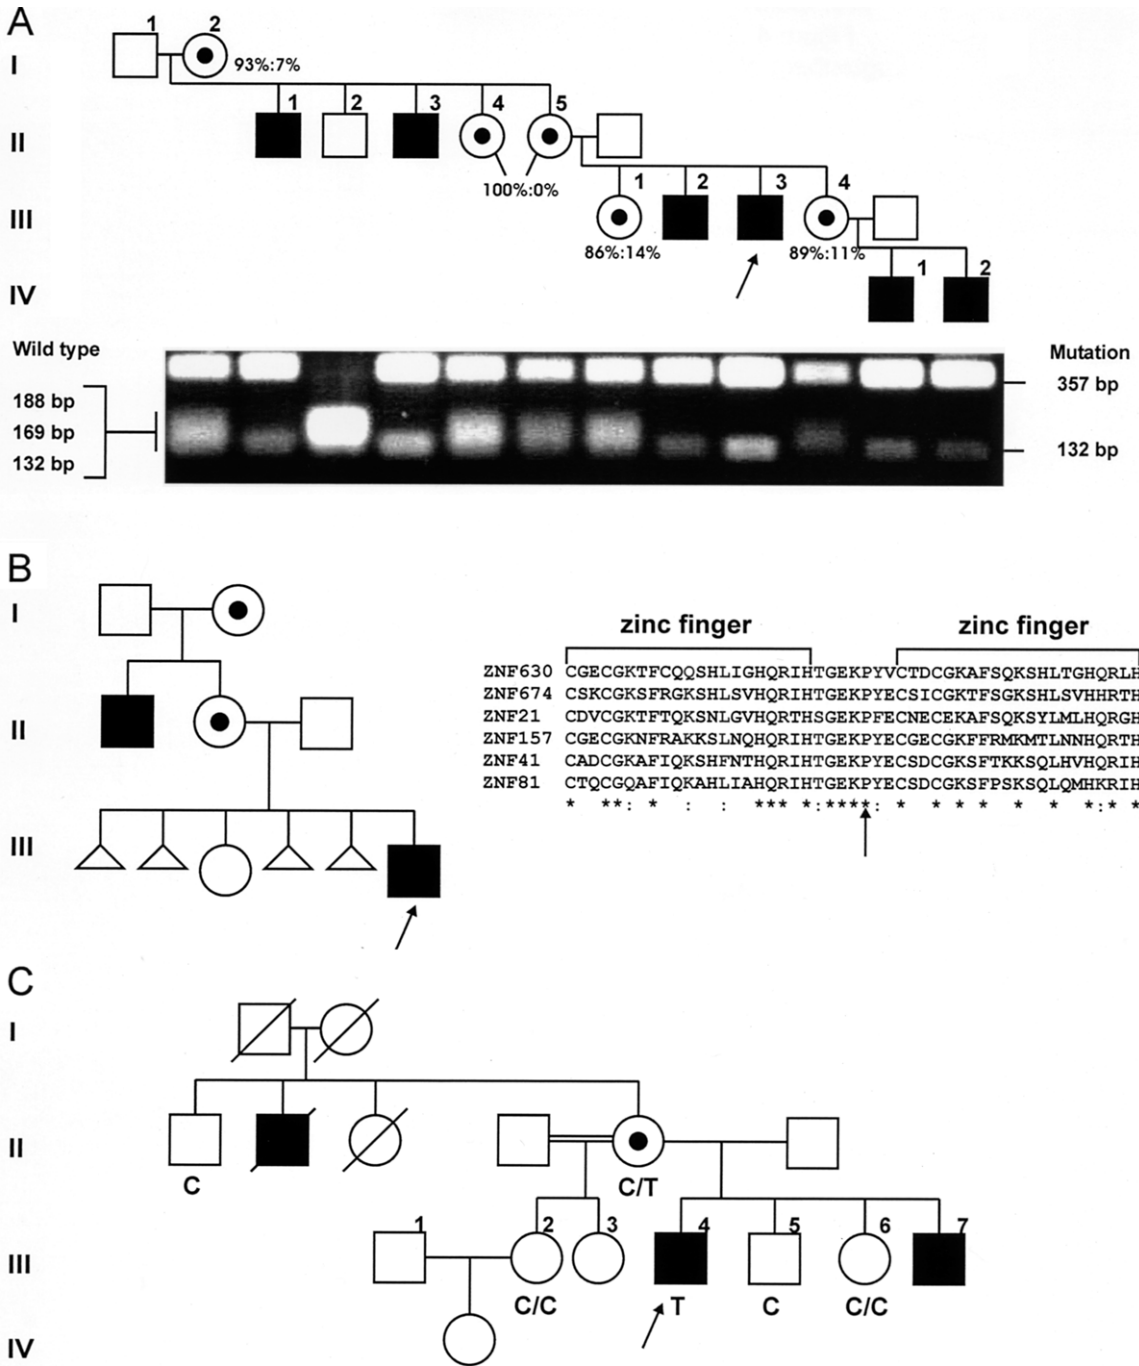 A
I
1
2
93%:7%
II
1
2
3
4
5
100%:0%
III
1
2
3
4
86%:14%
89%:11%
IV
1
2
Wild type
188 bp
169 bp
132 bp
Mutation
357 bp
132 bp
B
I
II
III
zinc finger
zinc finger
ZNF630 CGECGKTFCQQSHLIGHQRIHTGEKPYVCTDCGKAFSQKSHLTGHQRLH
ZNF674 CSKCGKSFRGKSHLSVHQRIHTGEKPYECSICGKTFSGKSHLSVHHRTH
ZNF21 CDVCGKTFTQKSNLGVHQRTHSGEKPFECNECEKAFSQKSYLMLHQRGH
ZNF157 CGECGKNFRAKKSLNQHQRIHTGEKPYECGECGKFFRMKMTLNNHQRTH
ZNF41 CADCGKAFIQKSHFNTHQRIHTGEKPYECSDCGKSFTKKSQLHVHQRIH
ZNF81 CTQCGQAFIQKAHLIAHQRIHTGEKPYECSDCGKSFPSKSQLQMHKRIH
* **: * : : *** *:****: * * * * * *:*
C
I
II
C
C/T
III
1
2
3
4
5
6
7
C/C
T
C
C/C
IV